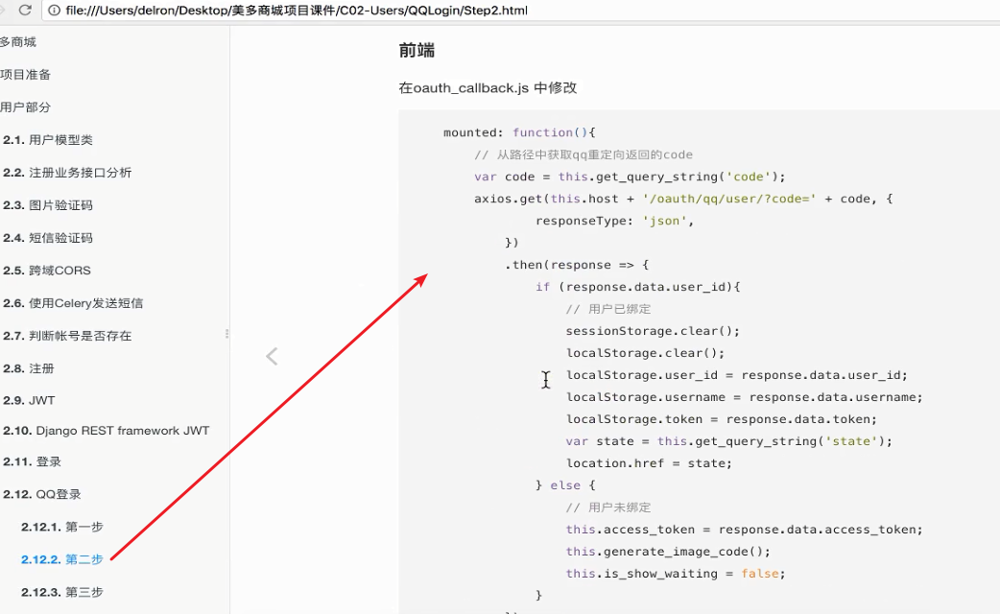 file:///Users/delron/Desktop/美多商城项目课件/C02-Users/QQLogin/Step2.html
多商城
项目准备
用户部分
2.1. 用户模型类
2.2. 注册业务接口分析
2.3. 图片验证码
2.4. 短信验证码
2.5. 跨域CORS
2.6. 使用Celery发送短信
2.7. 判断帐号是否存在
2.8. 注册
2.9. JWT
2.10. Django REST framework JWT
2.11. 登录
2.12. QQ登录
2.12.1. 第一步
2.12.2. 第二步
2.12.3. 第三步
前端
在oauth_callback.js 中修改
mounted: function(){
// 从路径中获取qq重定向返回的code
var code = this.get_query_string('code');
axios.get(this.host + '/oauth/qq/user/?code=' + code, {
responseType: 'json',
})
.then(response => {
if (response.data.user_id){
// 用户已绑定
sessionStorage.clear();
localStorage.clear();
localStorage.user_id = response.data.user_id;
localStorage.username = response.data.username;
localStorage.token = response.data.token;
var state = this.get_query_string('state');
location.href = state;
} else {
// 用户未绑定
this.access_token = response.data.access_token;
this.generate_image_code();
this.is_show_waiting = false;
}